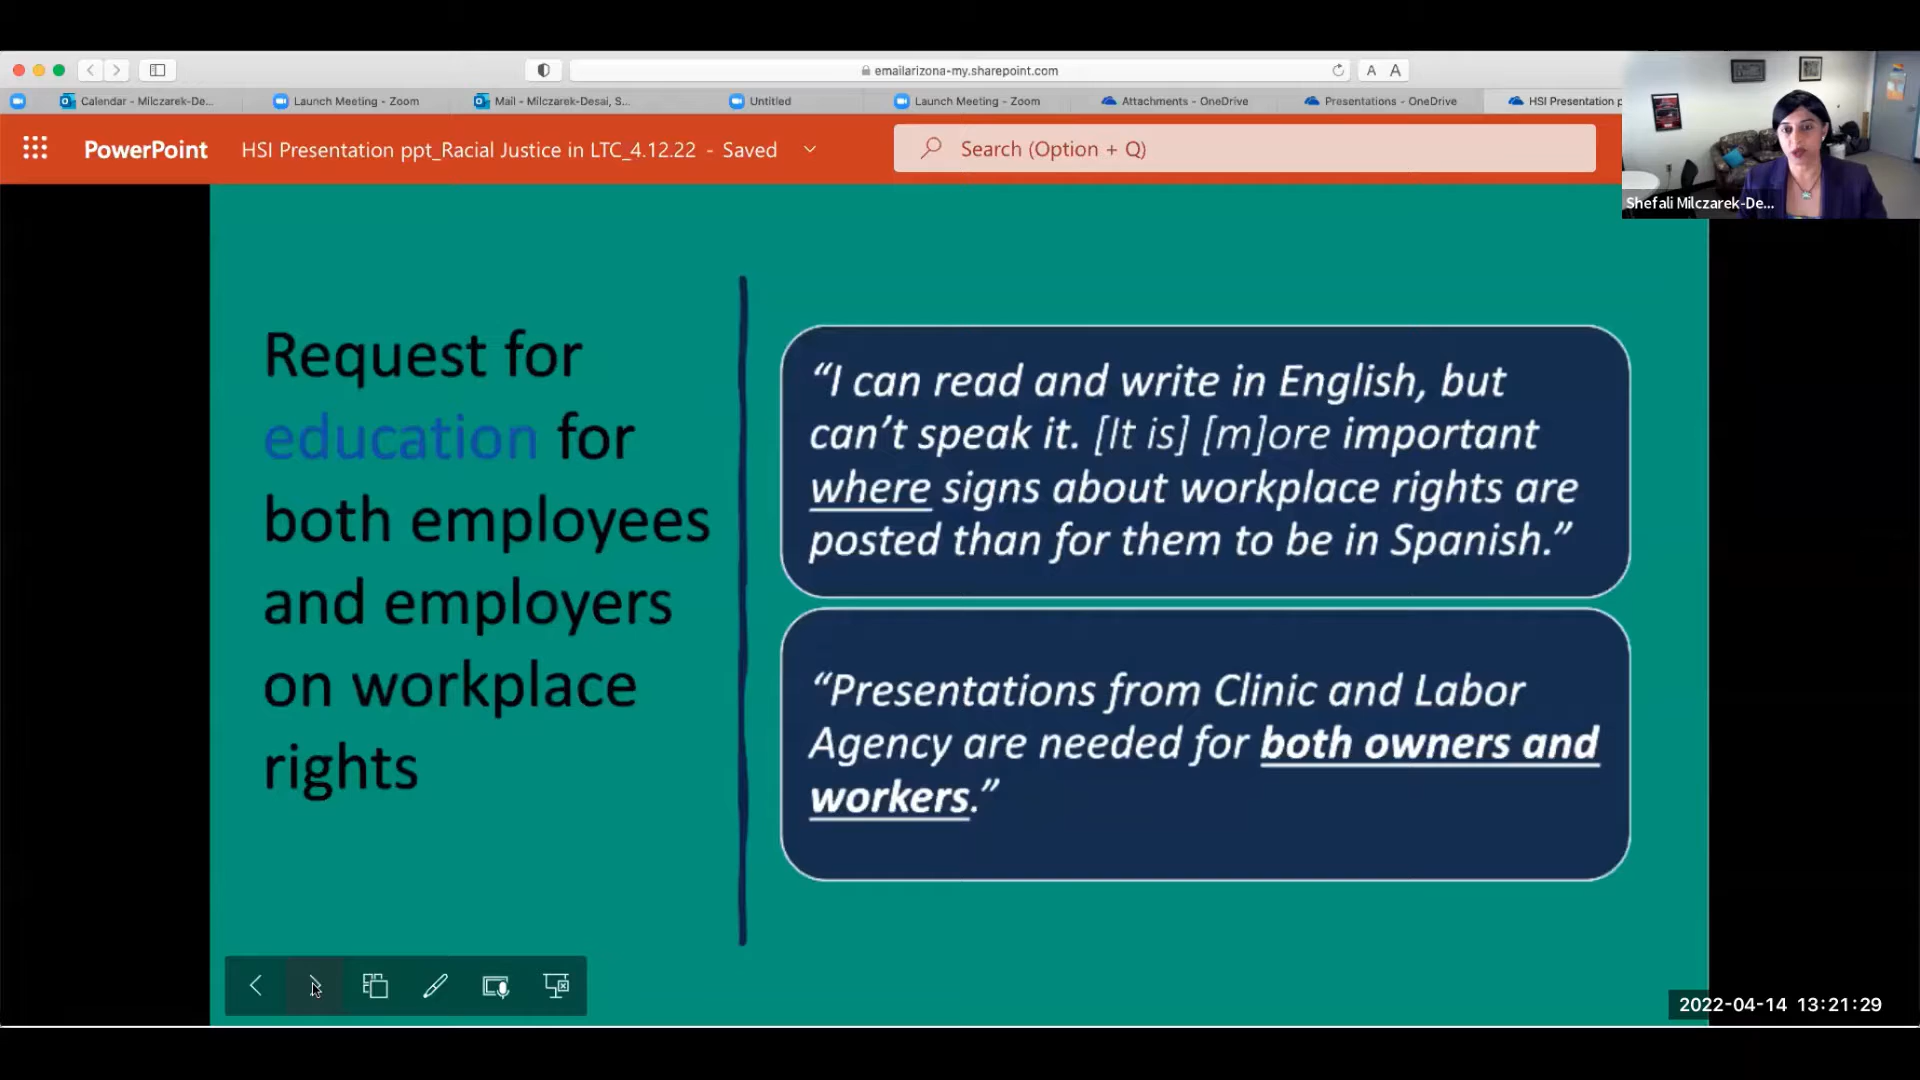 emailarizona-my.sharepoint.com
A A
Calendar - Milczarek-De...
Launch Meeting - Zoom
Mail - Milczarek-Desai, S...
Untitled
Launch Meeting - Zoom
Attachments - OneDrive
Presentations - OneDrive
HSI Presentation p
PowerPoint
HSI Presentation ppt_Racial Justice in LTC_4.12.22 - Saved
Search (Option + Q)
Shefali Milczarek-De...
Request for
education for
both employees
and employers
on workplace
rights
“I can read and write in English, but
can’t speak it. [It is] [m]ore important
where signs about workplace rights are
posted than for them to be in Spanish.”
“Presentations from Clinic and Labor
Agency are needed for both owners and
workers.”
2022-04-14 13:21:29